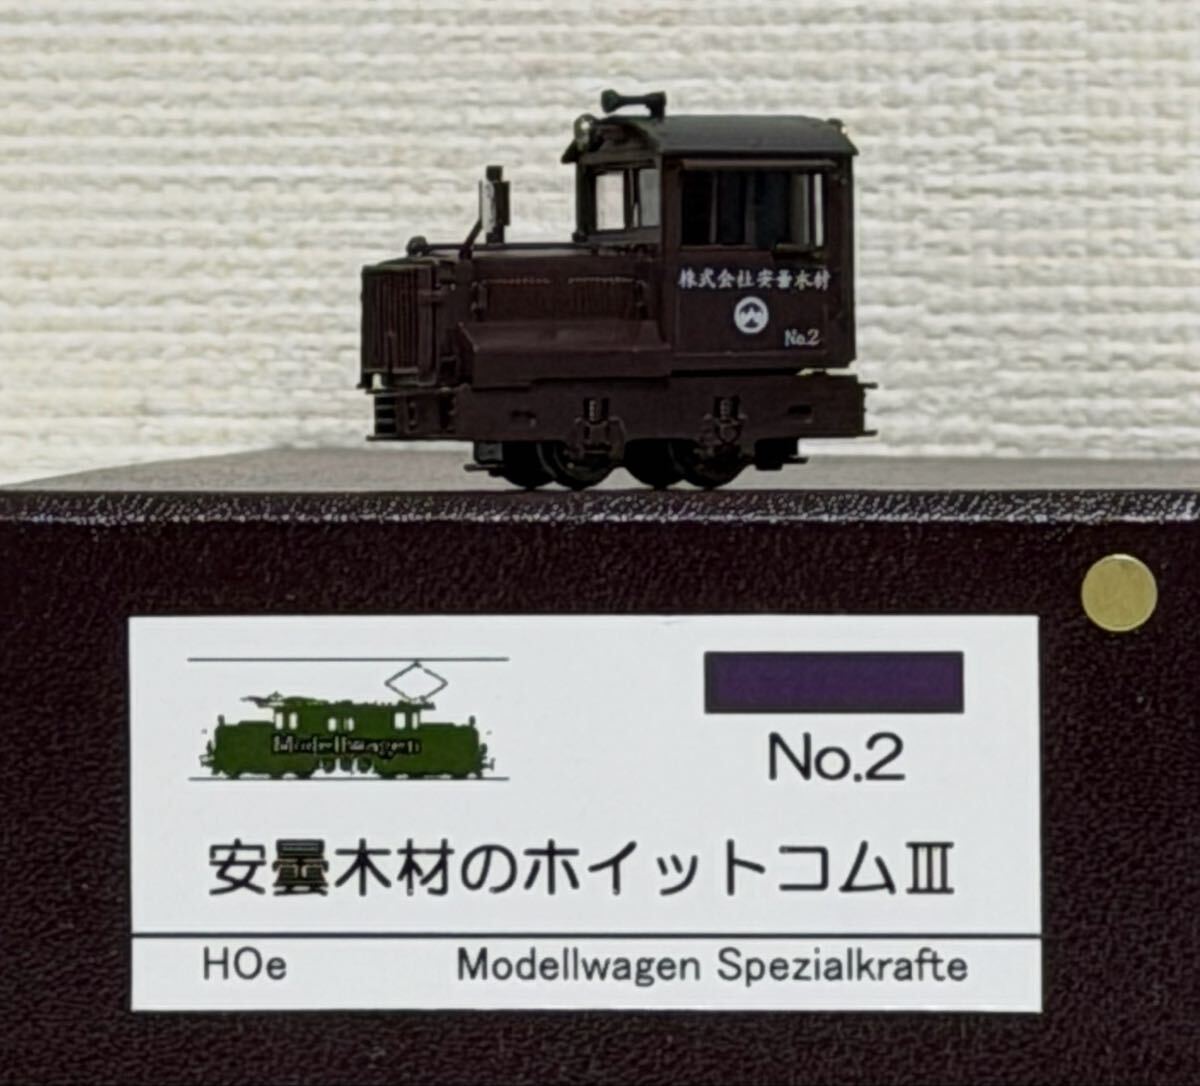 株式会社安曇木材
No.2
Modellwagen
No.2
安曇木材のホイットコムⅢ
HOe Modellwagen Spezialkrafte